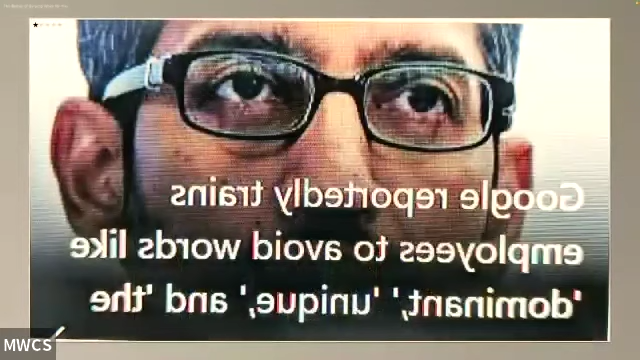 Google reportedly trains
employees to avoid words like
'dominant,' 'unique', and 'the
MWCS